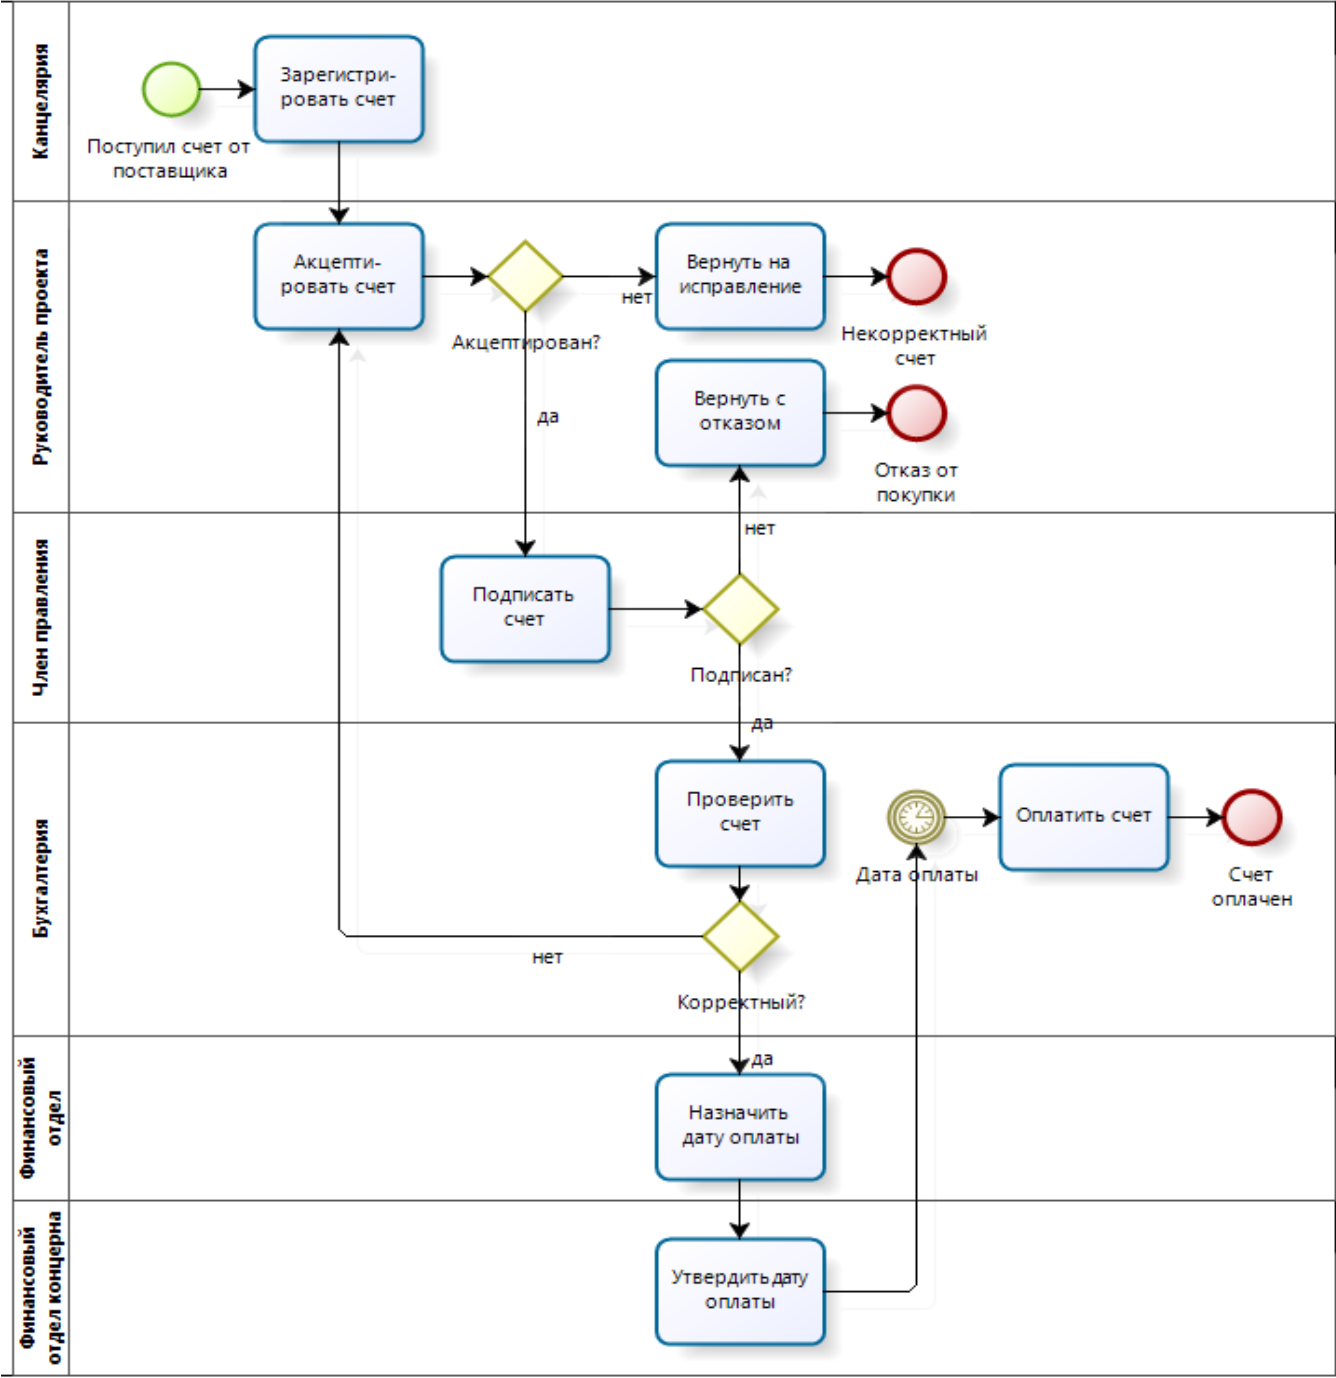 Канцелярия
Поступил счет от
поставщика
Зарегистри-
ровать счет
Руководитель проекта
Акцепти-
ровать счет
Акцептирован?
нет
да
Вернуть на
исправление
Некорректный
счет
Вернуть с
отказом
Отказ от
покупки
Член правления
нет
Подписать
счет
Подписан?
да
Бухгалтерия
Проверить
счет
Дата оплаты
Оплатить счет
Счет
оплачен
нет
Корректный?
Финансовый
отдел
да
Назначить
дату оплаты
Финансовый
отдел концерна
Утвердить дату
оплаты